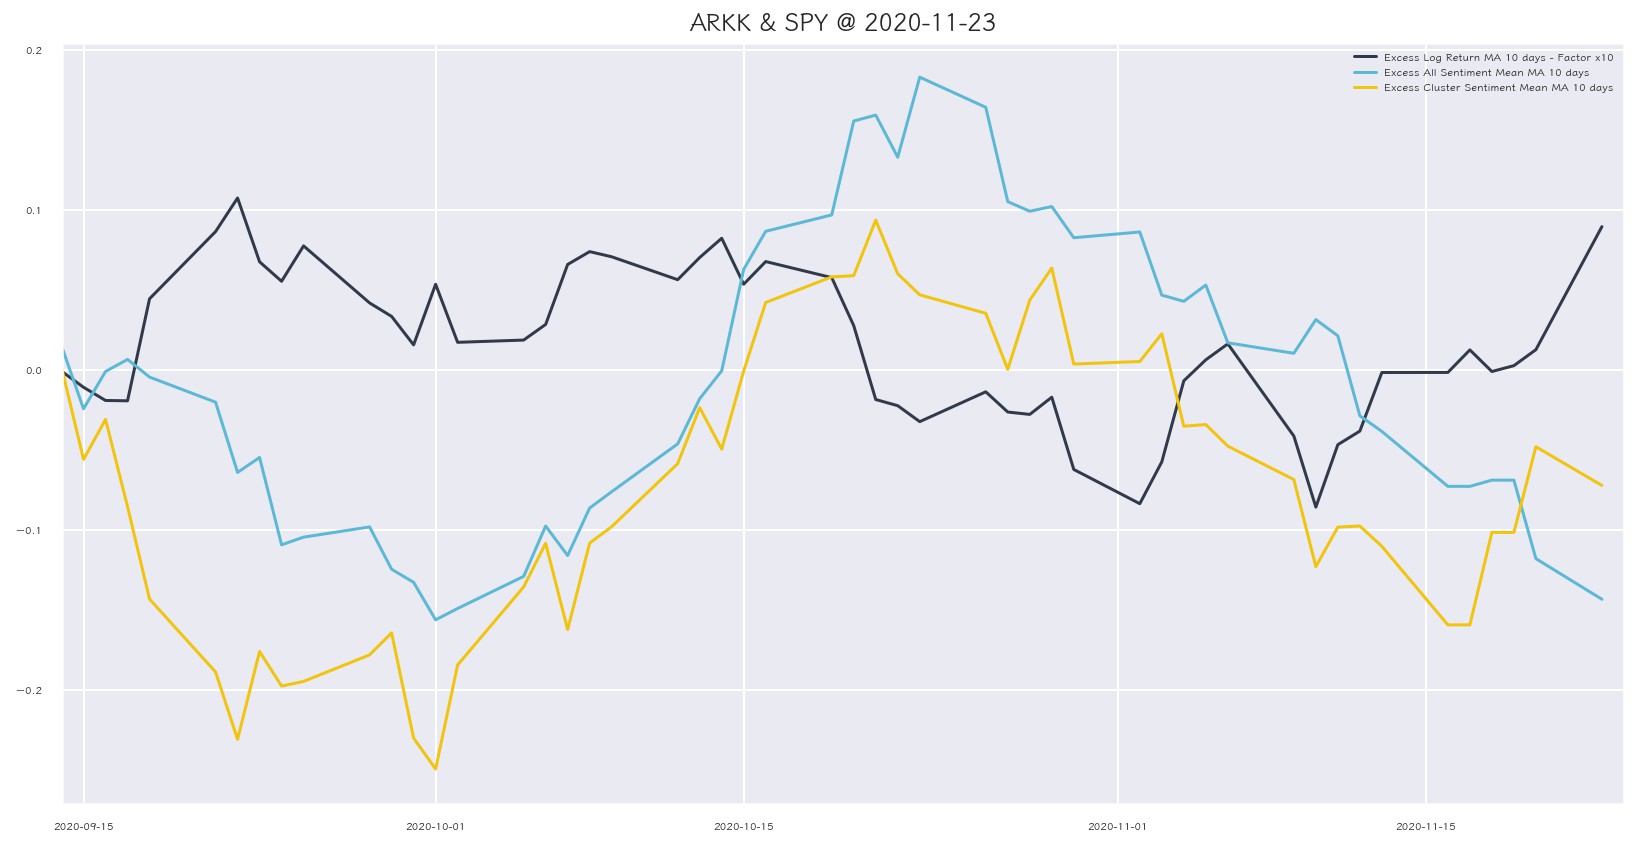 ARKK & SPY @ 2020-11-23
Excess Log Return MA 10 days - Factor x10
Excess All Sentiment Mean MA 10 days
Excess Cluster Sentiment Mean MA 10 days
0.2
0.1
0.0
−0.1
−0.2
2020-09-15 2020-10-01 2020-10-15 2020-11-01 2020-11-15